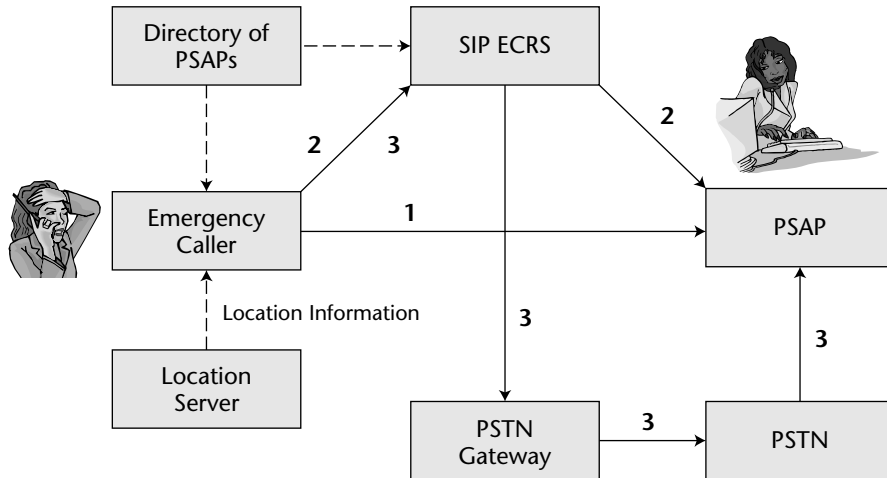 Directory of
PSAPs
SIP ECRS
2
3
2
Emergency
Caller
1
PSAP
Location Information
3
3
Location
Server
PSTN
Gateway
3
PSTN